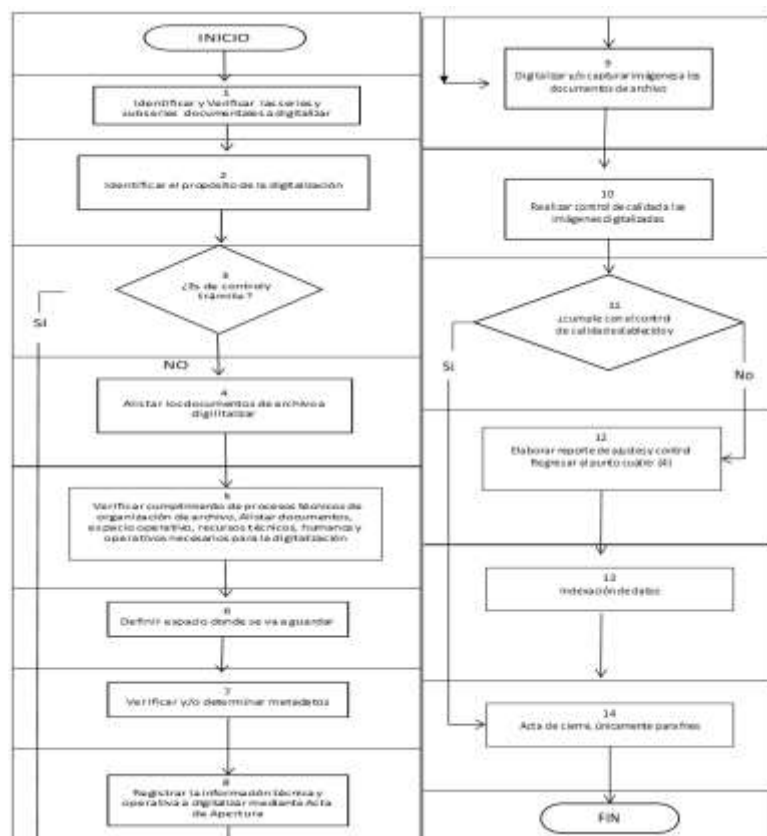 INICIO
1
Identificar y Verificar las series y
subseries documentales a digitalizar
2
Identificar el propósito de la digitalización
3
¿Es de control y
trámite?
SI
NO
4
Alistar los documentos de archivo a
digilitalizar
5
Verificar cumplimiento de procesos técnicos de
organización de archivo, Alistar documentos,
espacio operativo, recursos técnicos, humanos y
operativos necesarios para la digitalización
6
Definir espacio donde se va a guardar
7
Verificar y/o determinar metadatos
8
Registrar la información técnica y
operativa a digitalizar mediante Acta
de Apertura
9
Digitalizar y/o capturar imágenes a los
documentos de archivo
10
Realizar control de calidad a las
imágenes digitalizadas
11
¿cumple con el control
de calidad establecido y
Si
No
12
Elaborar reporte de ajustes y control
Regresar al punto cuatro (4)
13
Indexación de datos
14
Acta de cierre, únicamente para fines
FIN